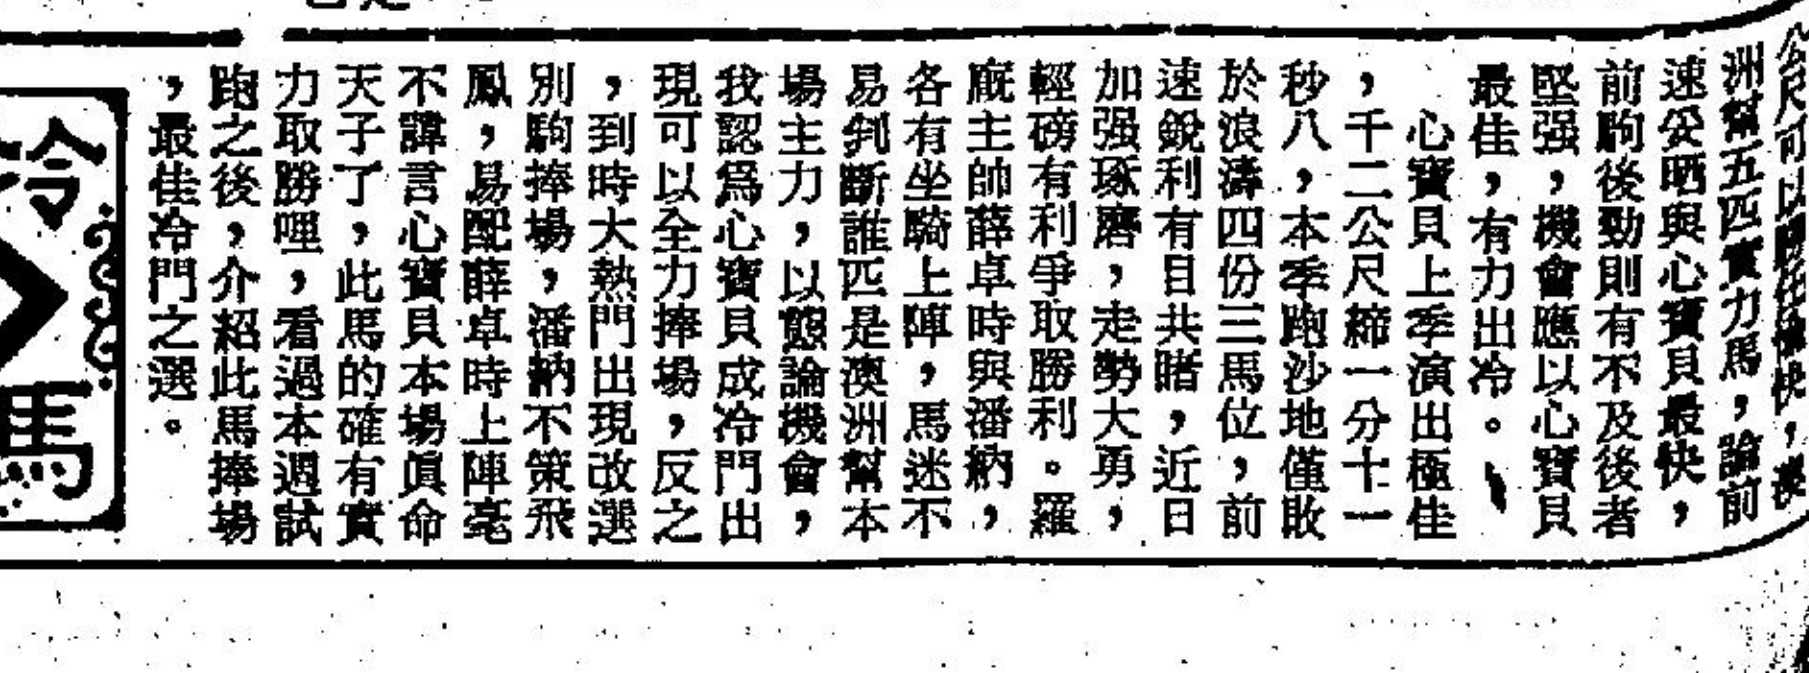 洲幫五匹實力馬，論前
速晒與心寶貝最快，
前駒後勁則有不及後者
堅强，機會應以心寶貝
最佳，有力出冷。
心寶貝上季演出極佳
，千二公尺締一分十一
秒八，本季跑沙地僅敗
於浪濤四份三馬位，前
速銳利有目共睹，近日
加强琢磨，走勢大勇，
輕磅有利爭取勝利。羅
廐主帥薛卓時與潘納，
各有坐騎上陣，馬迷不
易判斷誰匹是澳洲幫本
場主力，以態論機會，
我認爲心寶貝成冷門出
現可以全力捧場，反之
，到時大熱門出現改選
別駒捧場，潘納不策飛
鳳，易配薛卓時上陣毫
不諱言心寶貝本場眞命
天子了，此馬的確有實
力取勝哩，看過本週試
跑之後，介紹此馬捧場
，最佳冷門之選。
冷
馬